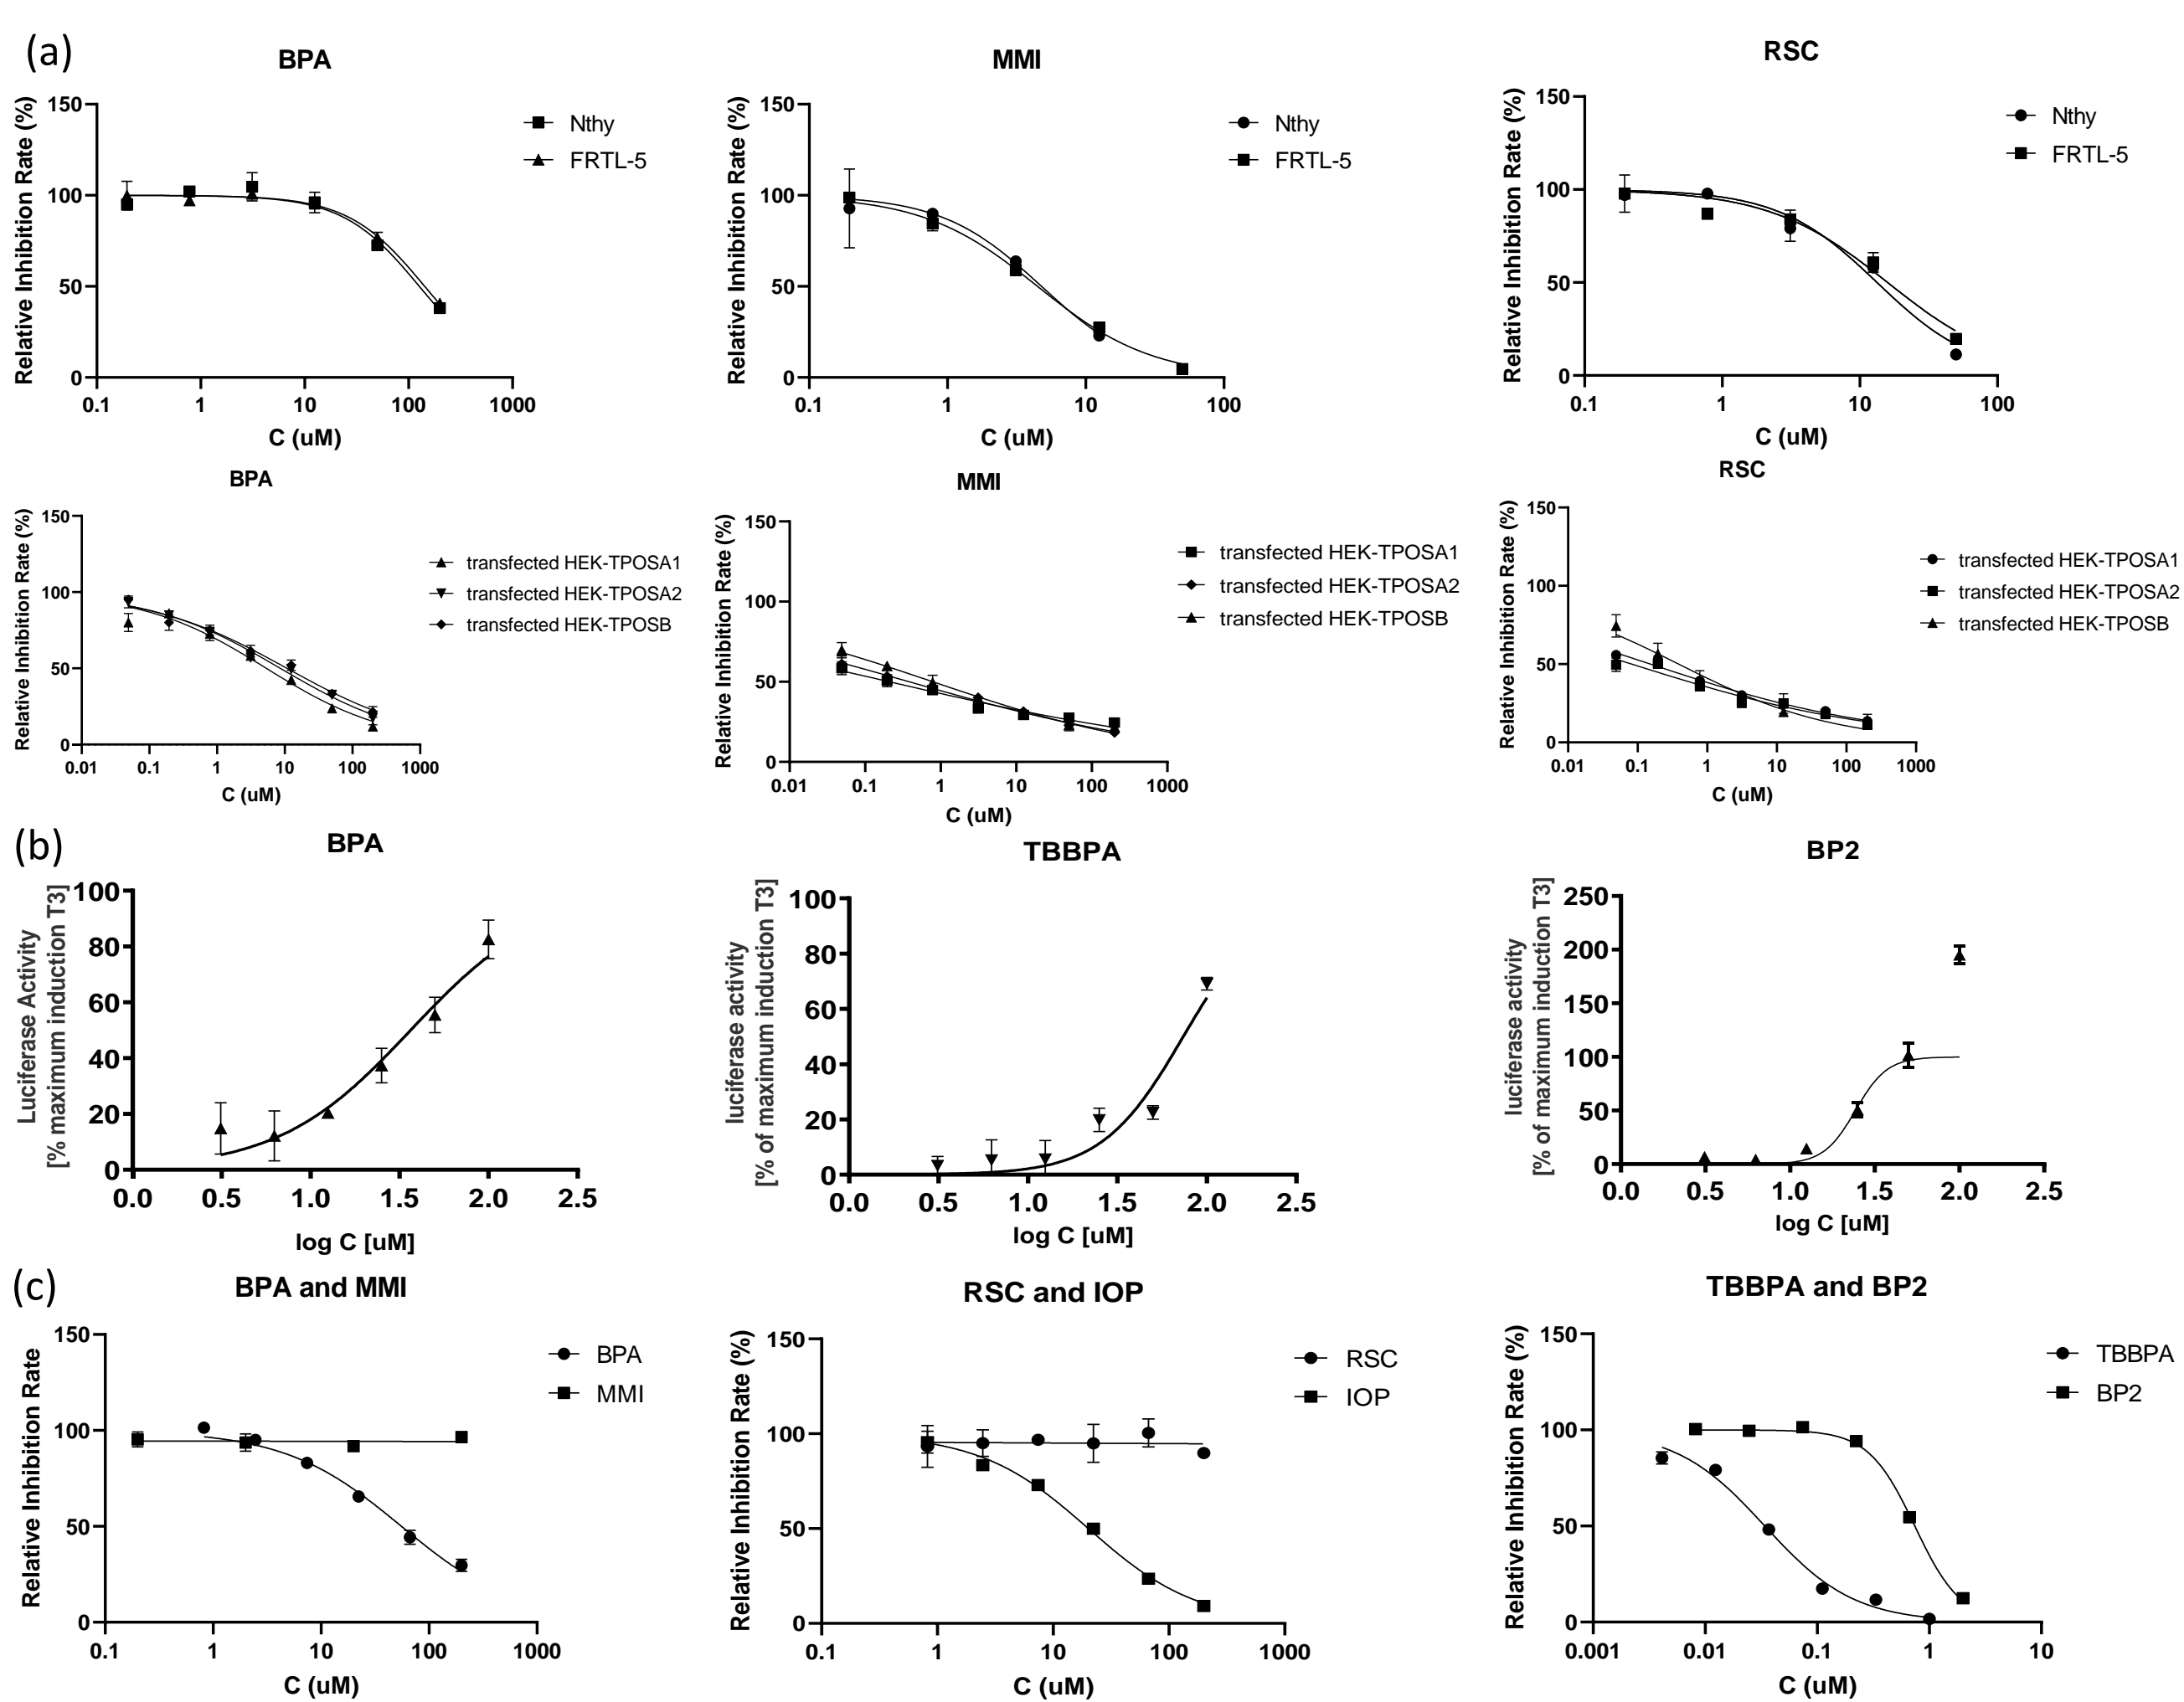 (a)
BPA
Relative Inhibition Rate (%)
150
100
50
0
0.1 1 10 100 1000
C (uM)
Nthy
FRTL-5
MMI
Relative Inhibition Rate (%)
150
100
50
0
0.1 1 10 100
C (uM)
Nthy
FRTL-5
RSC
Relative Inhibition Rate (%)
150
100
50
0
0.1 1 10 100
C (uM)
Nthy
FRTL-5
BPA
Relative Inhibition Rate (%)
150
100
50
0
0.01 0.1 1 10 100 1000
C (uM)
transfected HEK-TPOSA1
transfected HEK-TPOSA2
transfected HEK-TPOSB
MMI
Relative Inhibition Rate (%)
150
100
50
0
0.01 0.1 1 10 100 1000
C (uM)
transfected HEK-TPOSA1
transfected HEK-TPOSA2
transfected HEK-TPOSB
RSC
Relative Inhibition Rate (%)
150
100
50
0
0.01 0.1 1 10 100 1000
C (uM)
transfected HEK-TPOSA1
transfected HEK-TPOSA2
transfected HEK-TPOSB
(b)
BPA
Luciferase Activity
[% maximum induction T3]
100
80
60
40
20
0
0.0 0.5 1.0 1.5 2.0 2.5
log C [uM]
TBBPA
luciferase activity
[% of maximum induction T3]
100
80
60
40
20
0
0.0 0.5 1.0 1.5 2.0 2.5
log C [uM]
BP2
luciferase activity
[% of maximum induction T3]
250
200
150
100
50
0
0.0 0.5 1.0 1.5 2.0 2.5
log C [uM]
(c)
BPA and MMI
Relative Inhibition Rate
150
100
50
0
0.1 1 10 100 1000
C (uM)
BPA
MMI
RSC and IOP
Relative Inhibition Rate (%)
150
100
50
0
0.1 1 10 100 1000
C (uM)
RSC
IOP
TBBPA and BP2
Relative Inhibition Rate (%)
150
100
50
0
0.001 0.01 0.1 1 10
C (uM)
TBBPA
BP2